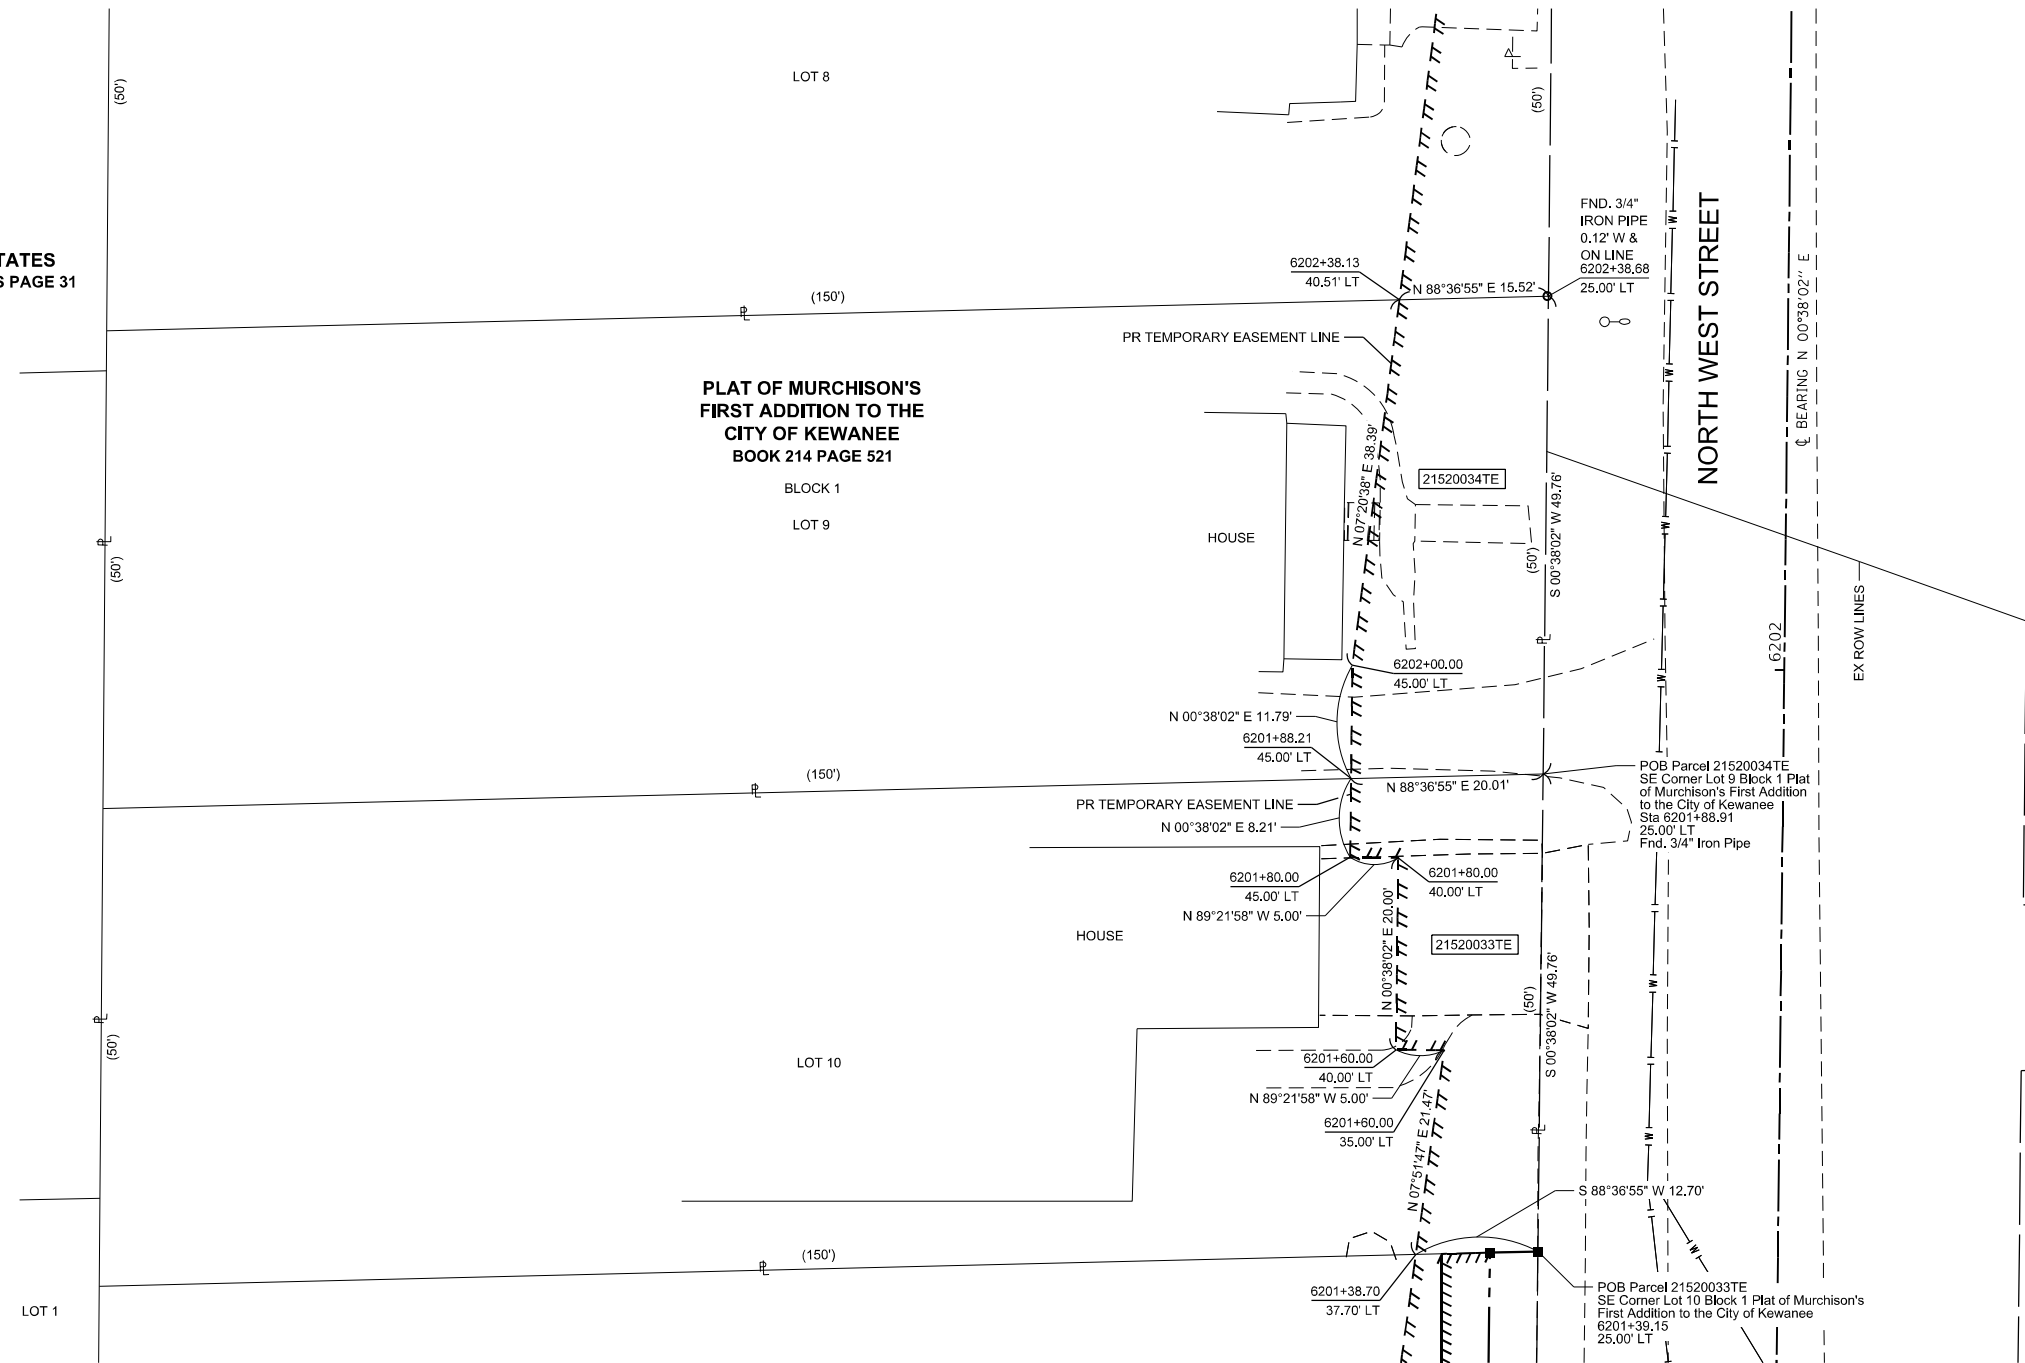 LOT 8
(50')
(50')
FND. 3/4"
IRON PIPE
0.12' W &
ON LINE
6202+38.68
25.00' LT
NORTH WEST STREET
℄ BEARING N 00°38'02" E
TATES
S PAGE 31
6202+38.13
40.51' LT
N 88°36'55" E 15.52'
(150')
PL
PR TEMPORARY EASEMENT LINE
PLAT OF MURCHISON'S
FIRST ADDITION TO THE
CITY OF KEWANEE
BOOK 214 PAGE 521
BLOCK 1
LOT 9
HOUSE
N 07°20'38" E 38.39'
21520034TE
S 00°38'02" W 49.76'
(50')
PL
(50')
PL
W
W
W
W
W
W
W
W
W
W
6202
EX ROW LINES
6202+00.00
45.00' LT
N 00°38'02" E 11.79'
6201+88.21
45.00' LT
(150')
PL
N 88°36'55" E 20.01'
POB Parcel 21520034TE
SE Corner Lot 9 Block 1 Plat
of Murchison's First Addition
to the City of Kewanee
Sta 6201+88.91
25.00' LT
Fnd. 3/4" Iron Pipe
PR TEMPORARY EASEMENT LINE
N 00°38'02" E 8.21'
6201+80.00
45.00' LT
6201+80.00
40.00' LT
N 89°21'58" W 5.00'
HOUSE
N 00°38'02" E 20.00'
21520033TE
S 00°38'02" W 49.76'
(50')
PL
(50')
PL
LOT 10
6201+60.00
40.00' LT
N 89°21'58" W 5.00'
6201+60.00
35.00' LT
N 07°51'47" E 21.47'
S 88°36'55" W 12.70'
(150')
PL
6201+38.70
37.70' LT
POB Parcel 21520033TE
SE Corner Lot 10 Block 1 Plat of Murchison's
First Addition to the City of Kewanee
6201+39.15
25.00' LT
LOT 1